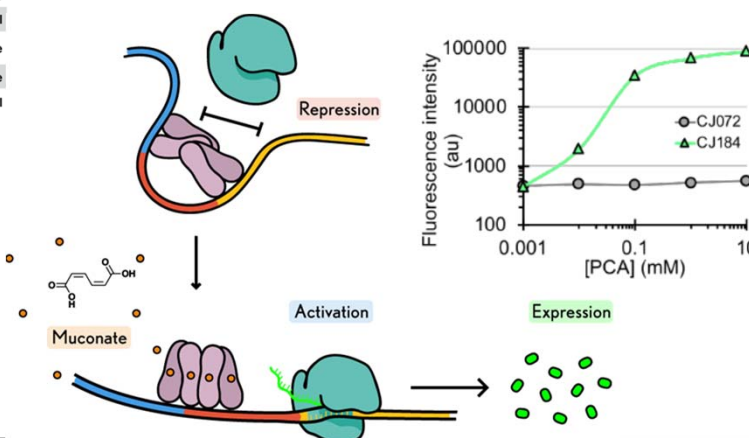 Repression
Muconate
Activation
Expression
O
OH
O
O
H
Fluorescence intensity
(au)
100000
10000
1000
100
0.001
0.1
10
[PCA] (mM)
CJ072
CJ184